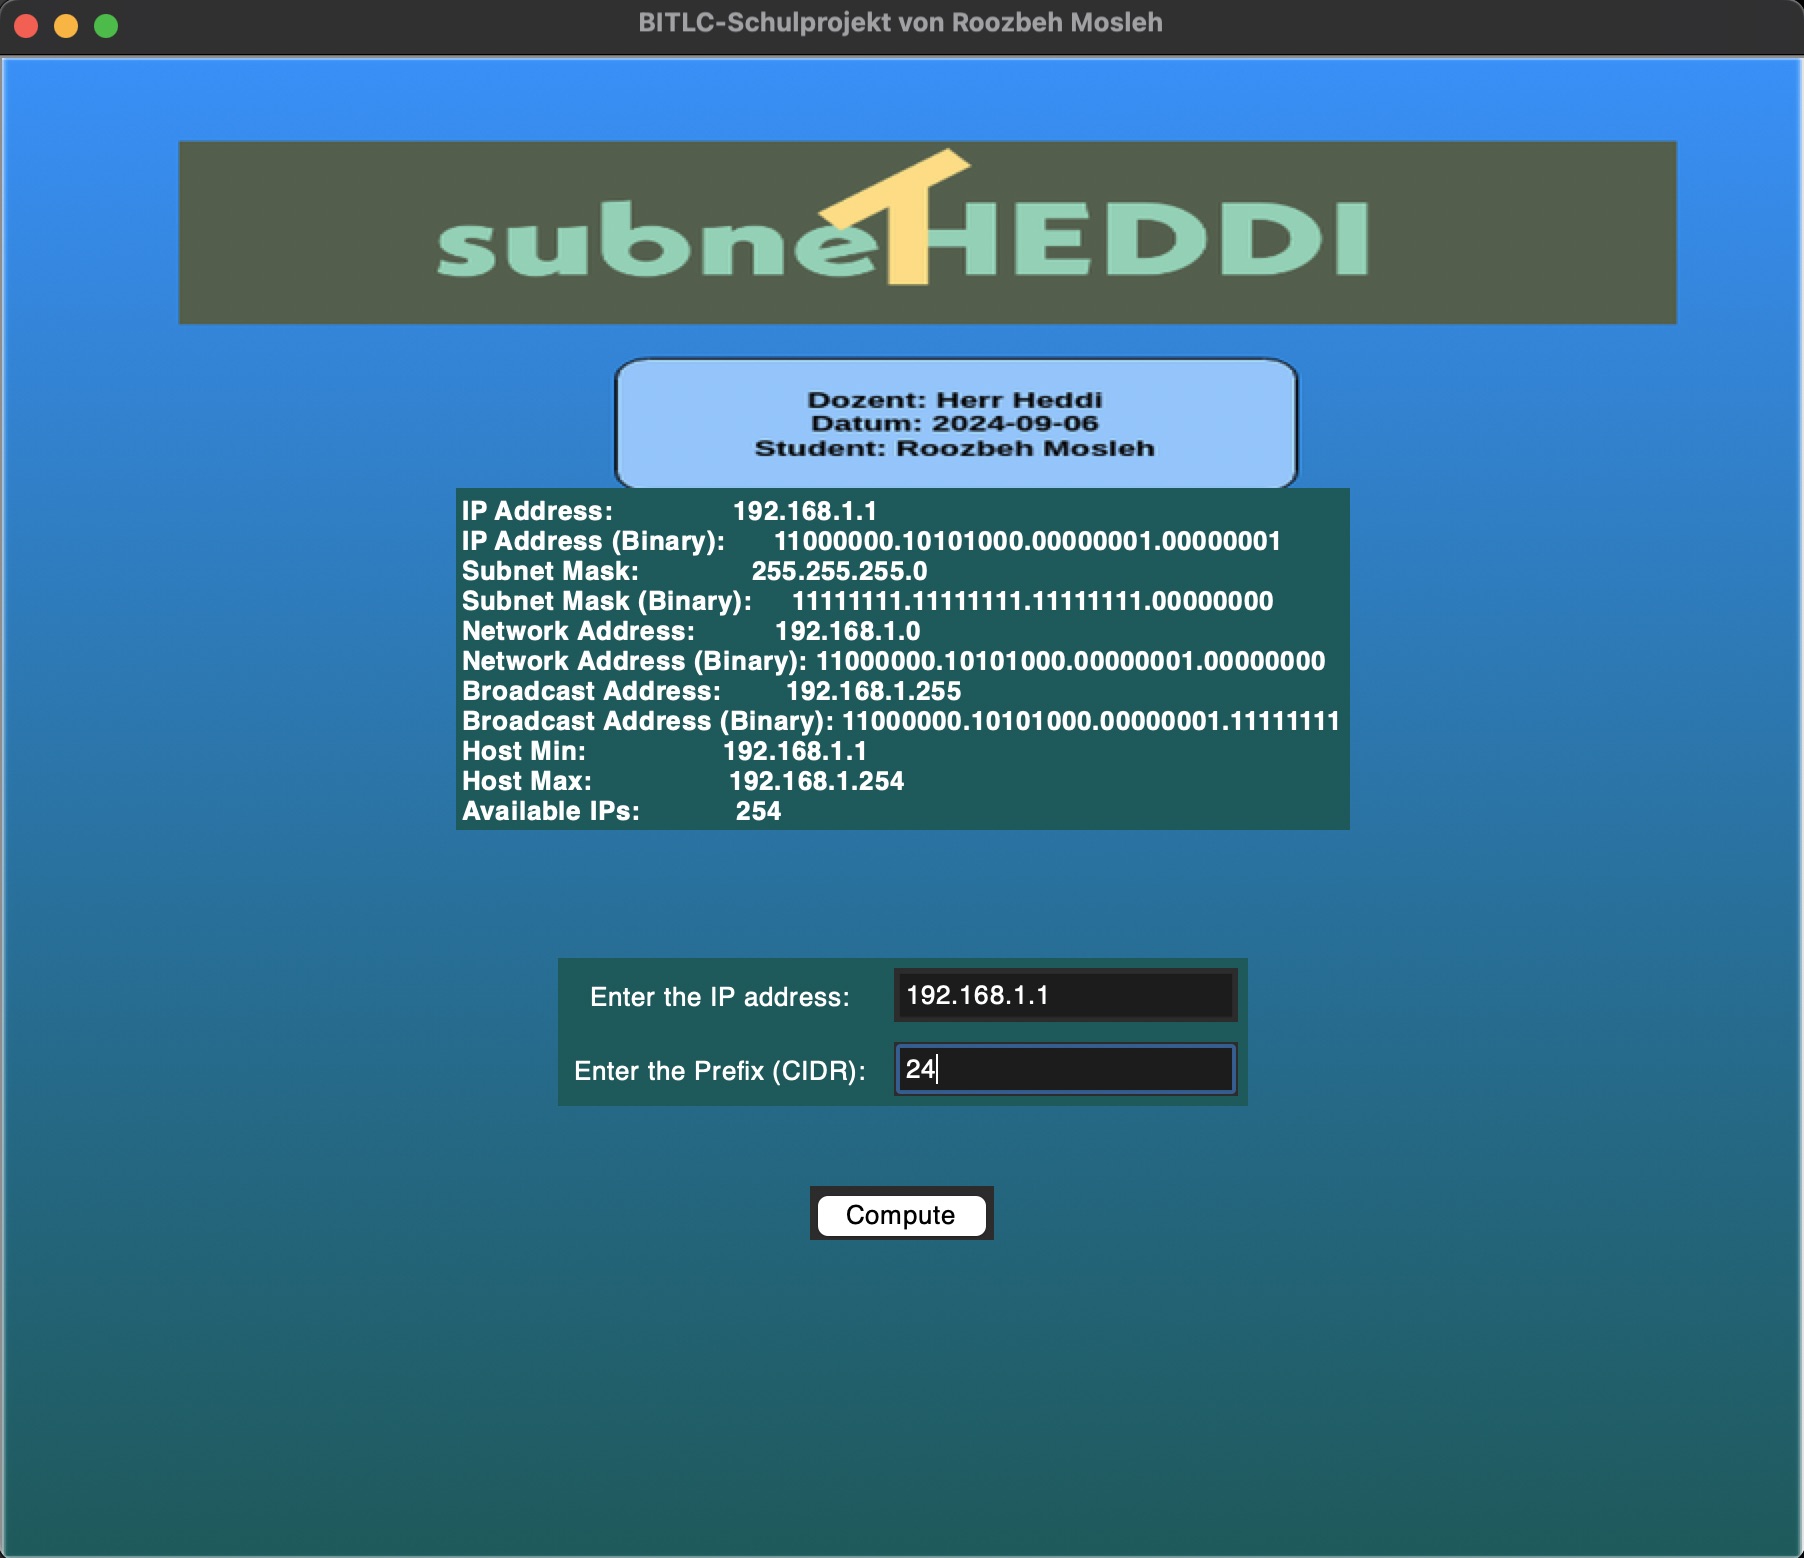 BITLC-Schulprojekt von Roozbeh Mosleh
subneTHEDDI
Dozent: Herr Heddi
Datum: 2024-09-06
Student: Roozbeh Mosleh
IP Address: 192.168.1.1
IP Address (Binary): 11000000.10101000.00000001.00000001
Subnet Mask: 255.255.255.0
Subnet Mask (Binary): 11111111.11111111.11111111.00000000
Network Address: 192.168.1.0
Network Address (Binary): 11000000.10101000.00000001.00000000
Broadcast Address: 192.168.1.255
Broadcast Address (Binary): 11000000.10101000.00000001.11111111
Host Min: 192.168.1.1
Host Max: 192.168.1.254
Available IPs: 254
Enter the IP address: 192.168.1.1
Enter the Prefix (CIDR): 24
Compute